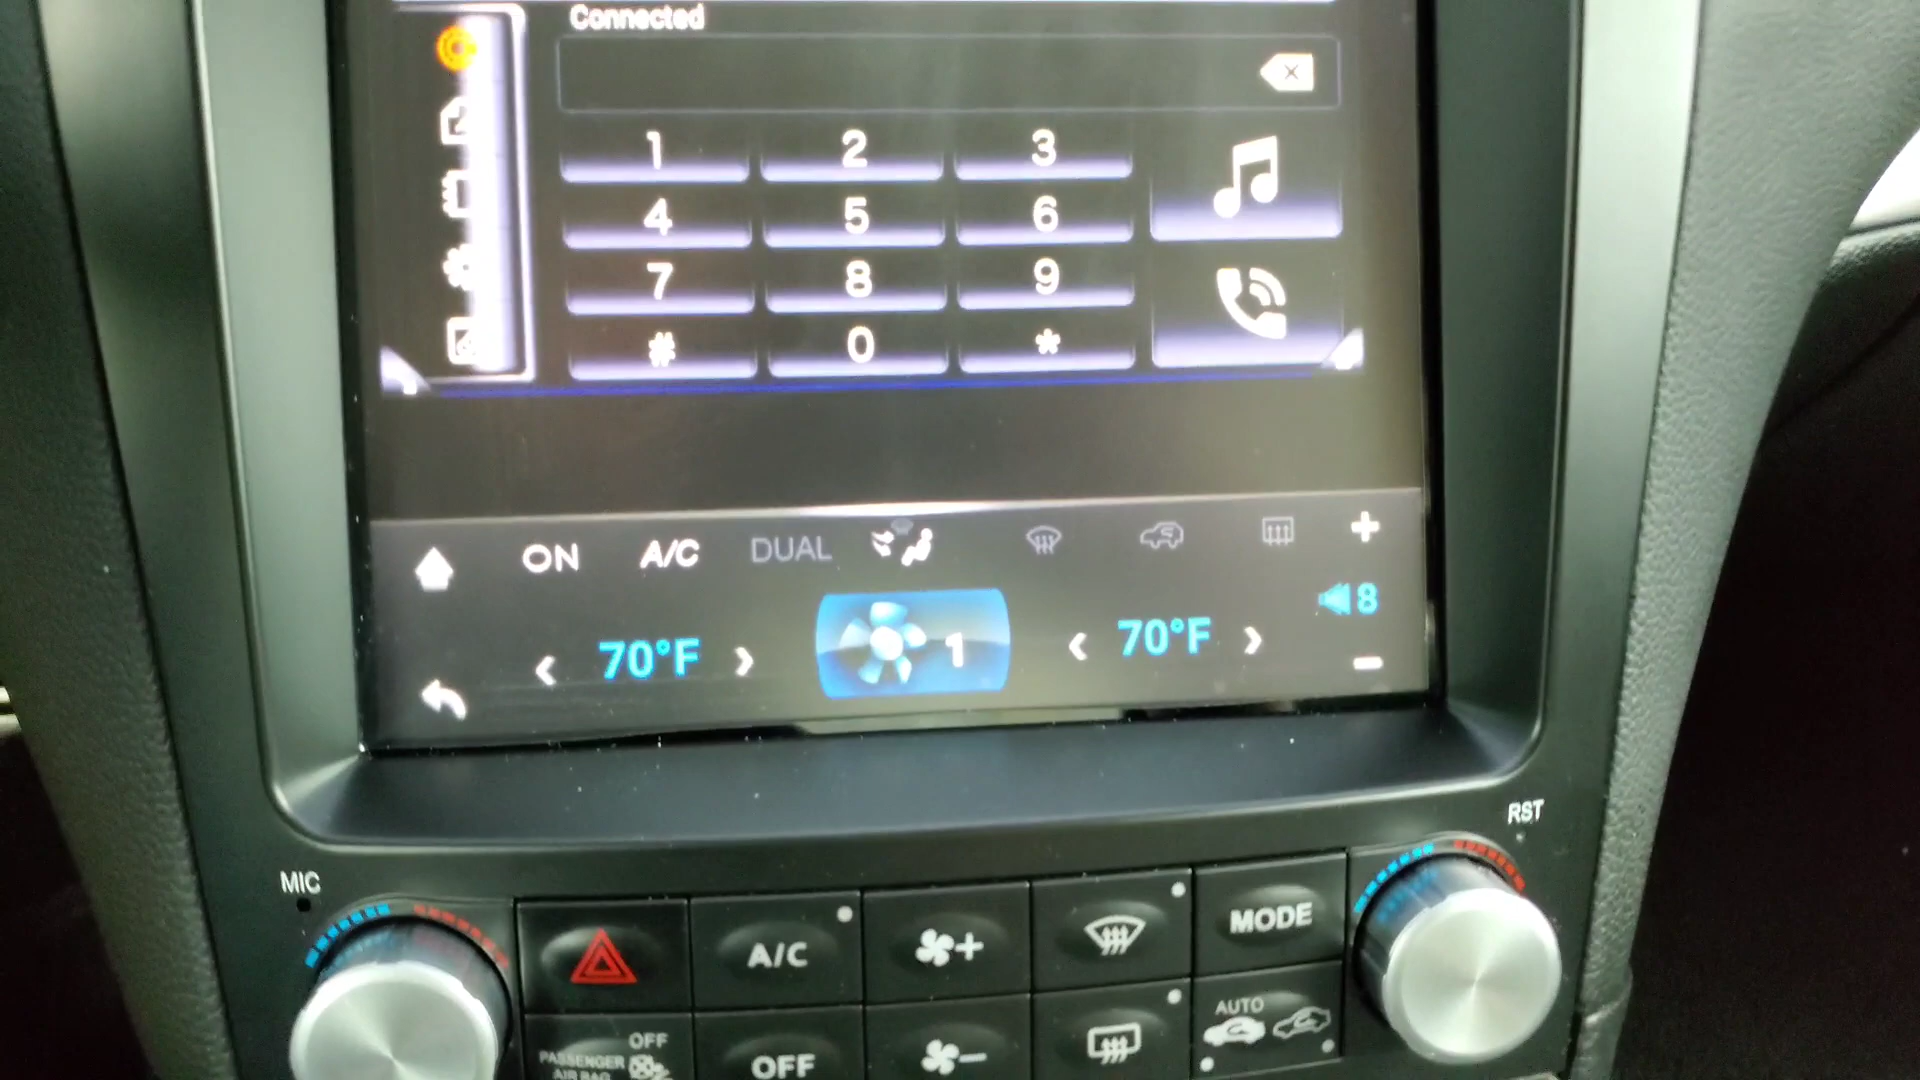 Connected
1 2 3
4 5 6
7 8 9
# 0 *
ON A/C DUAL +
< 70°F > 1 < 70°F > 8
-
RST
MIC
A/C + MODE
AUTO
OFF
PASSENGER
AIR BAG
OFF -